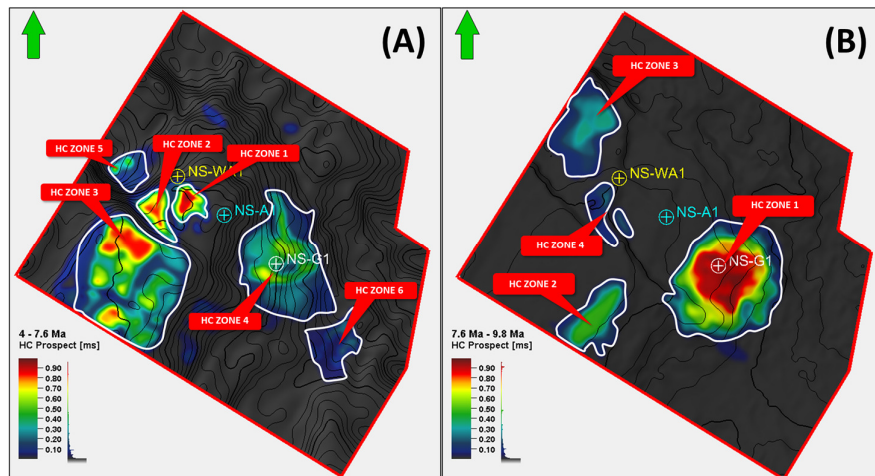 (A)
HC ZONE 5
HC ZONE 2
HC ZONE 1
NS-WA1
HC ZONE 3
NS-A1
NS-G1
HC ZONE 4
HC ZONE 6
4 - 7.6 Ma
HC Prospect [ms]
0.90
0.80
0.70
0.60
0.50
0.40
0.30
0.20
0.10
(B)
HC ZONE 3
NS-WA1
HC ZONE 1
NS-A1
HC ZONE 4
NS-G1
HC ZONE 2
7.6 Ma - 9.8 Ma
HC Prospect [ms]
0.90
0.80
0.70
0.60
0.50
0.40
0.30
0.20
0.10